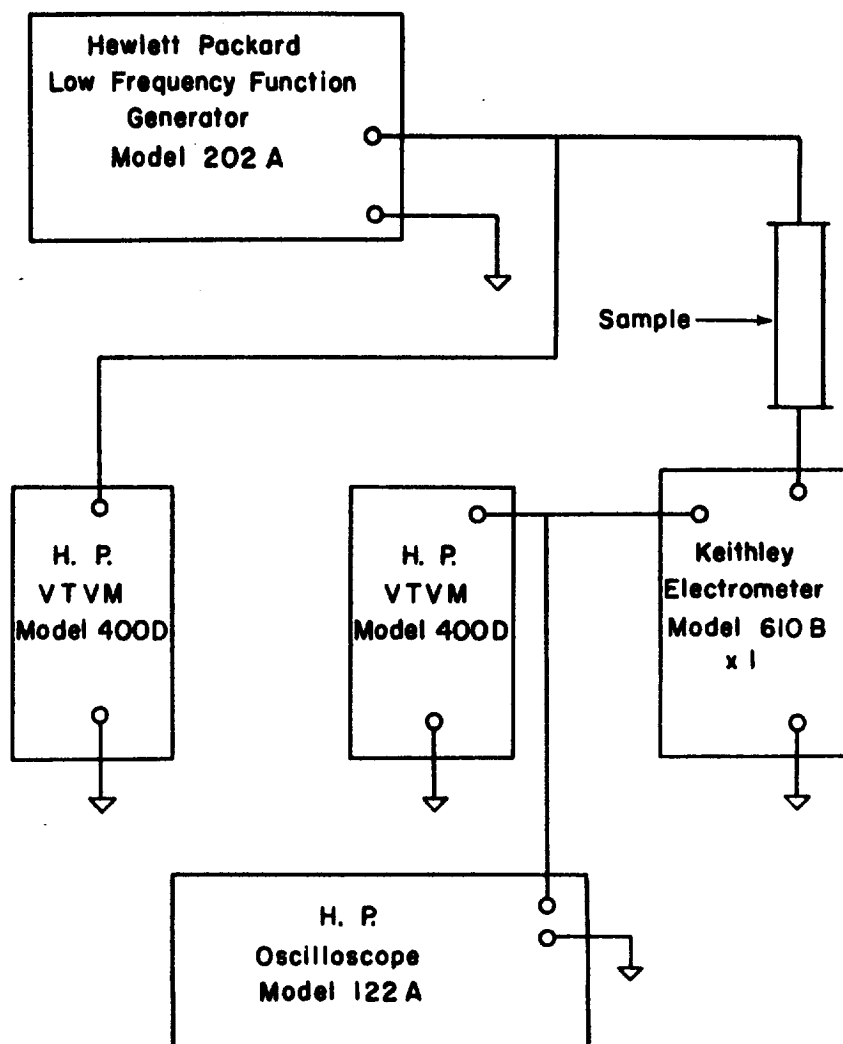 Hewlett Packard
Low Frequency Function
Generator
Model 202 A
Sample
H. P.
VTVM
Model 400D
H. P.
VTVM
Model 400D
Keithley
Electrometer
Model 610 B
x 1
H. P.
Oscilloscope
Model 122 A